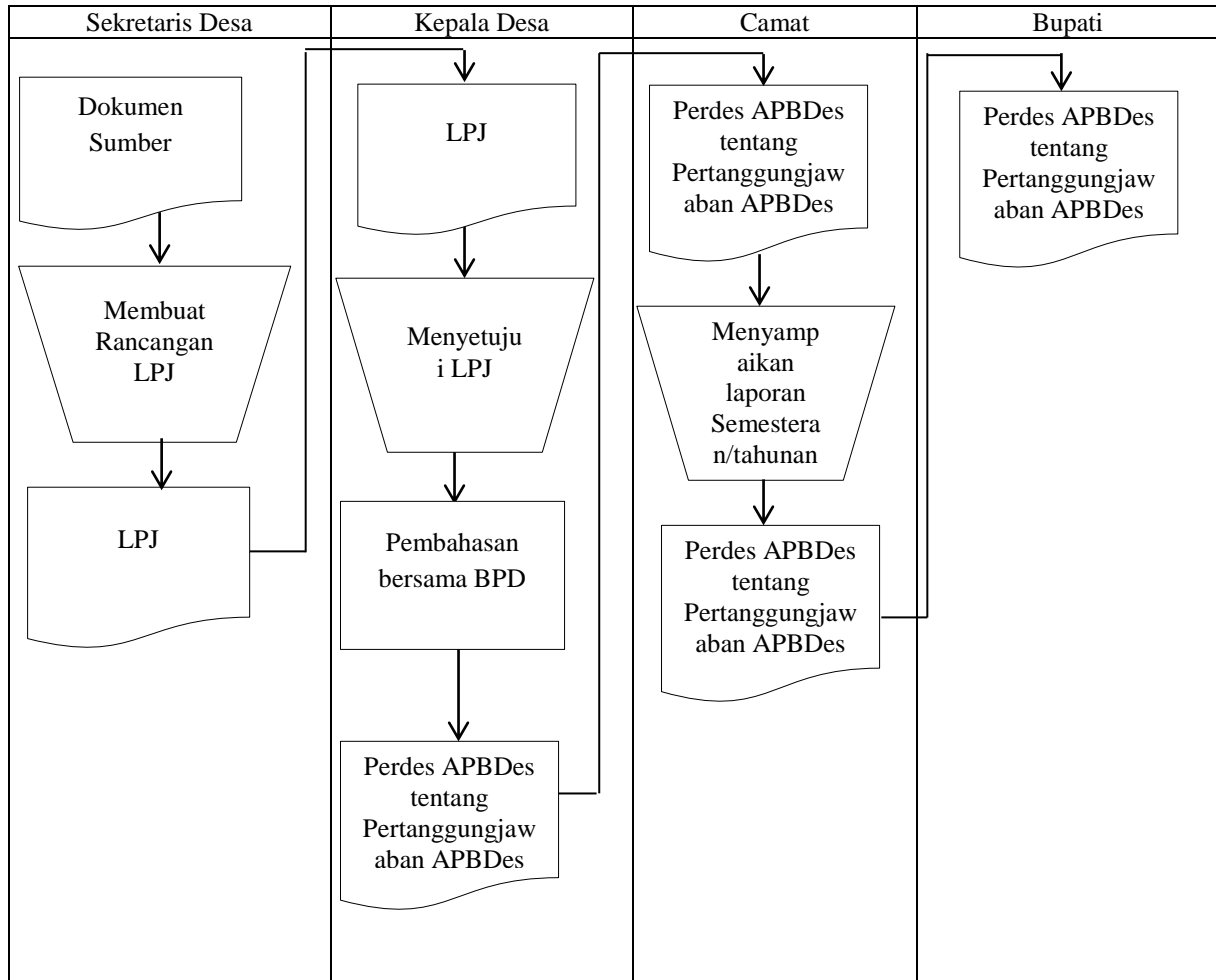 Sekretaris Desa
Kepala Desa
Camat
Bupati
Dokumen
Sumber
Membuat
Rancangan
LPJ
LPJ
LPJ
Menyetuju
i LPJ
Pembahasan
bersama BPD
Perdes APBDes
tentang
Pertanggungjaw
aban APBDes
Perdes APBDes
tentang
Pertanggungjaw
aban APBDes
Menyamp
aikan
laporan
Semestera
n/tahunan
Perdes APBDes
tentang
Pertanggungjaw
aban APBDes
Perdes APBDes
tentang
Pertanggungjaw
aban APBDes